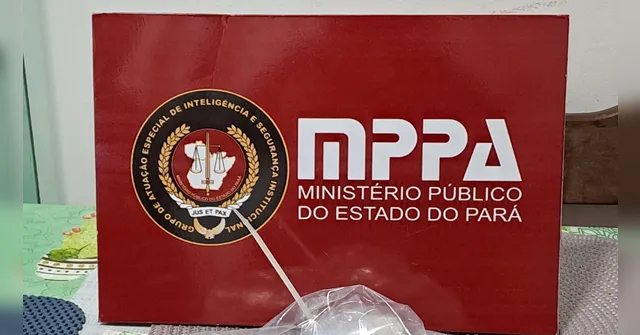 GRUPO DE ATUAÇÃO ESPECIAL DE INTELIGÊNCIA E SEGURANÇA INSTITUCIONAL
JUS ET PAX
MPPA
MINISTÉRIO PÚBLICO
DO ESTADO DO PARÁ